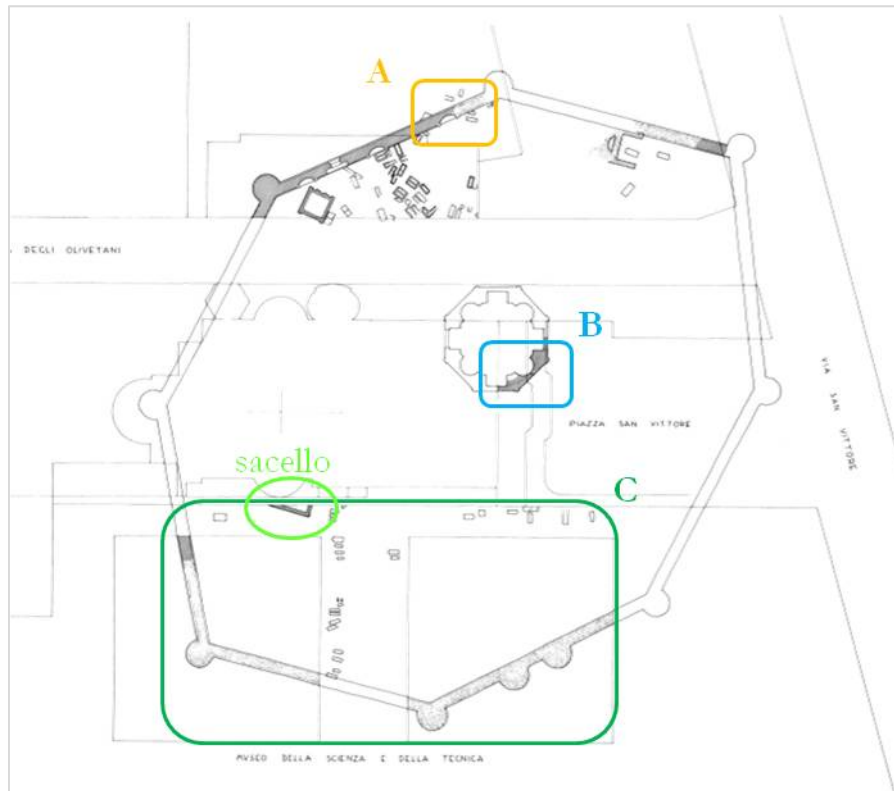 A
. DEGLI OLIVETANI
B
PIAZZA SAN VITTORE
VIA SAN VITTORE
sacello
C
MUSEO DELLA SCIENZA E DELLA TECNICA